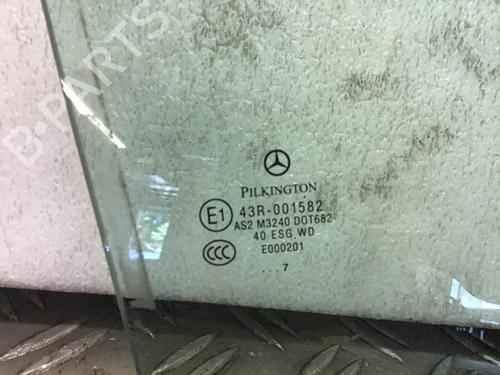 B-PARTS
PILKINGTON
E1 43R-001582
AS2 M3240 DOT682
40 ESG WD
E000201
CCC
...7